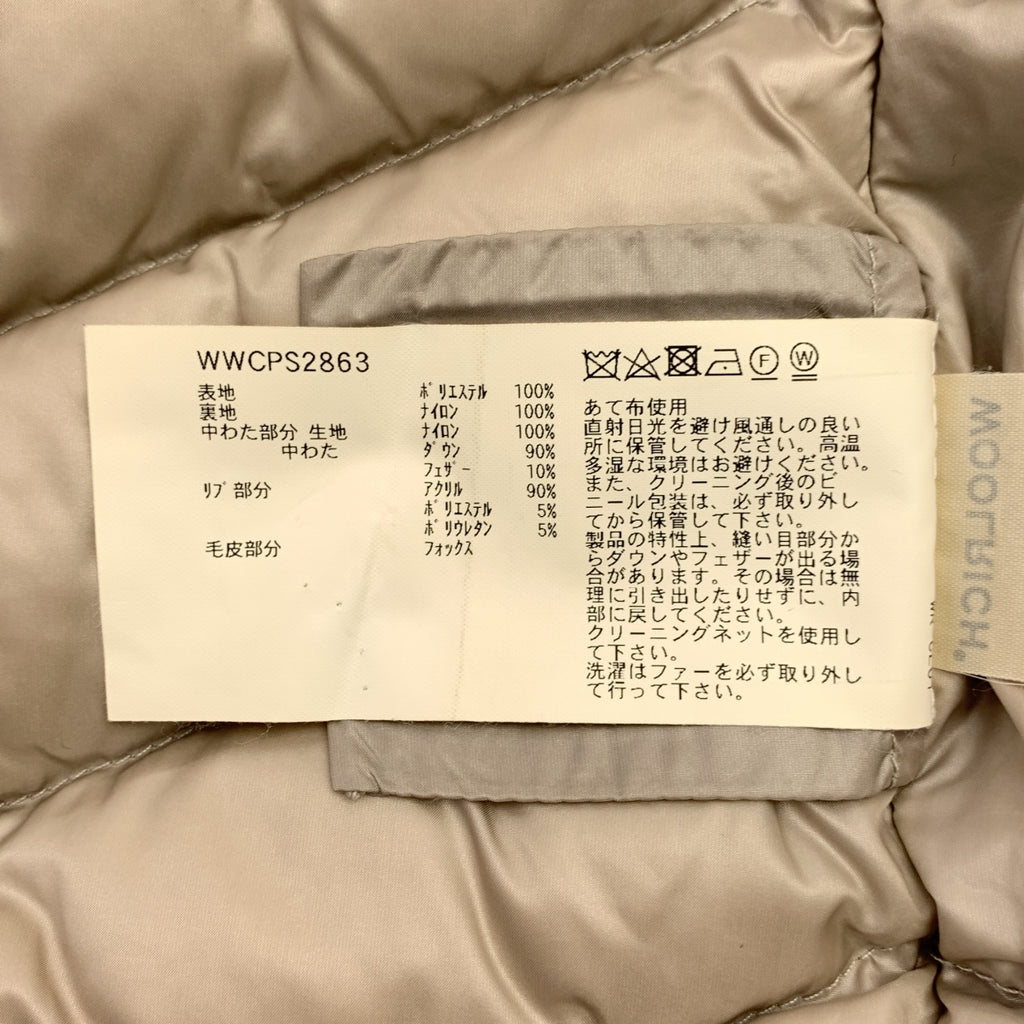 WWCPS2863
表地 ﾎﾟﾘｴｽﾃﾙ 100%
裏地 ﾅｲﾛﾝ 100%
中わた部分 生地 ﾅｲﾛﾝ 100%
中わた ﾀﾞｳﾝ 90%
ﾌｪｻﾞｰ 10%
ﾘﾌﾞ部分 ｱｸﾘﾙ 90%
ﾎﾟﾘｴｽﾃﾙ 5%
ﾎﾟﾘｳﾚﾀﾝ 5%
毛皮部分 ﾌｫックｽ
F W
あて布使用
直射日光を避け風通しの良い
所に保管してください。高温
多湿な環境はお避けください。
また、クリーニング後のビ
ニール包装は、必ず取り外し
てから保管して下さい。
製品の特性上、縫い目部分か
らダウンやフェザーが出る場
合があります。その場合は無
理に引き出したりせずに、内
部に戻してください。
クリーニングネットを使用し
て下さい。
洗濯はファーを必ず取り外し
て行って下さい。
WOOLRICH